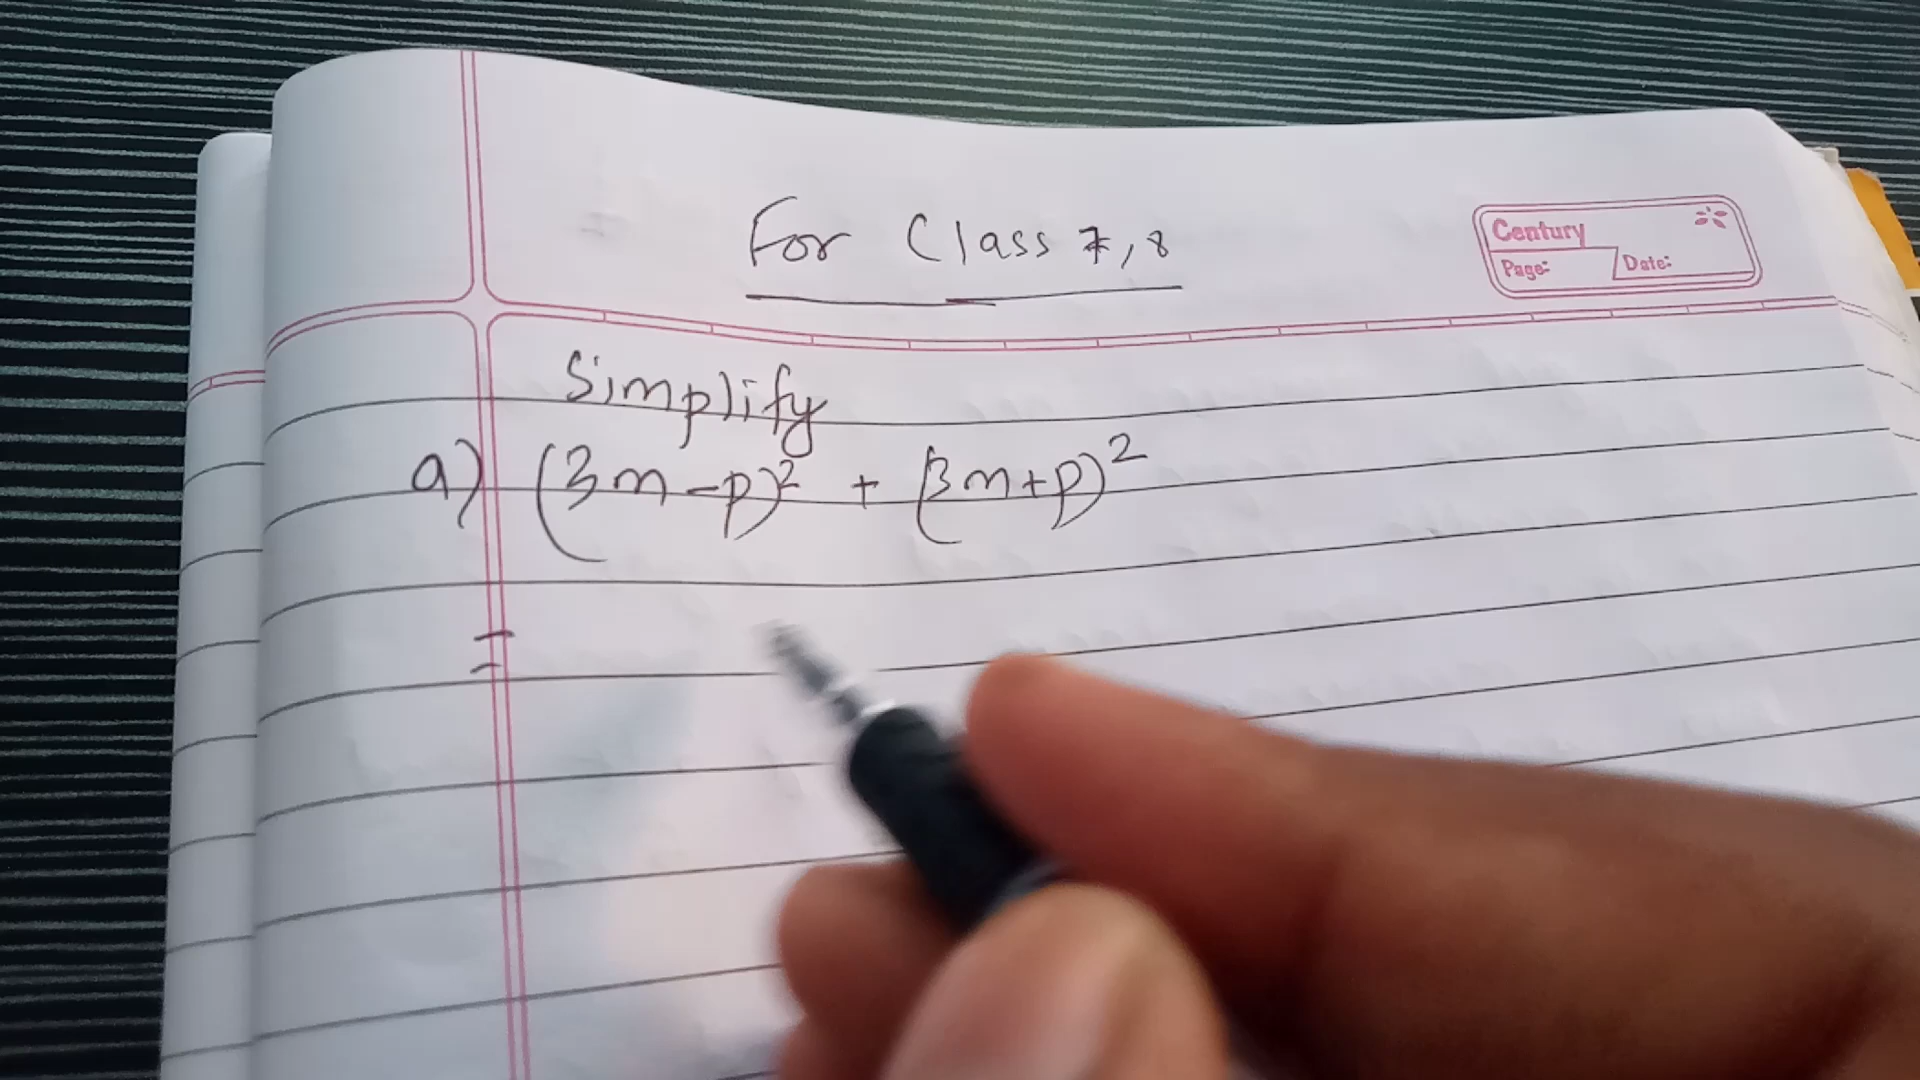 For Class 7, 8
Century
Page:
Date:
Simplify
a) (3m-p)² + (3m+p)²
=